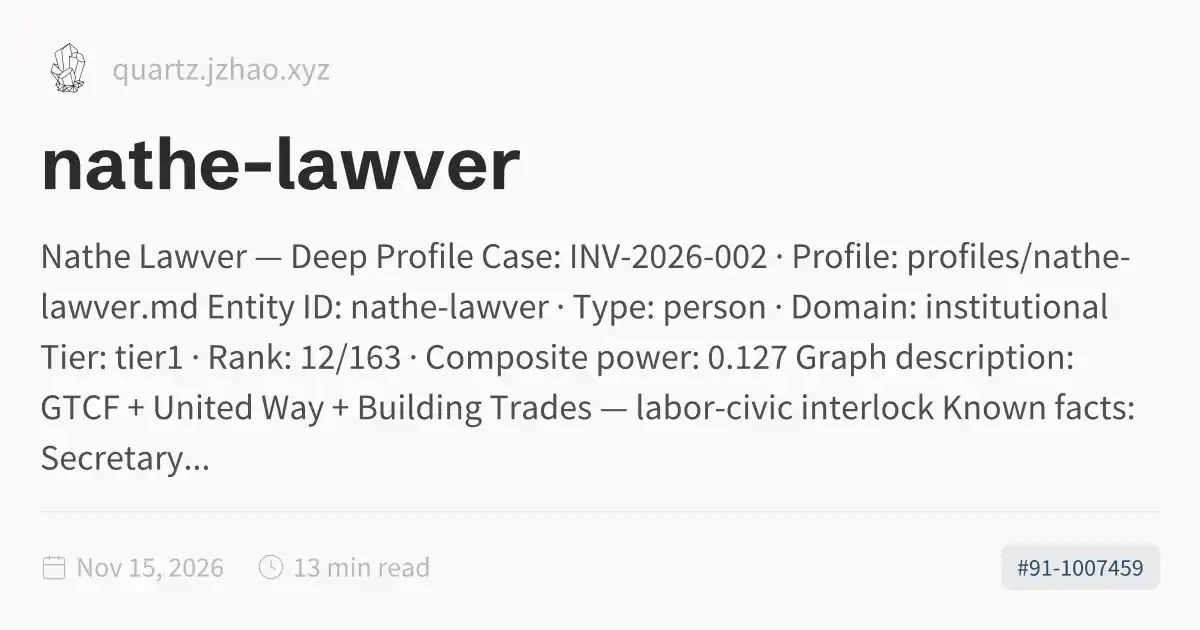 quartz.jzhao.xyz
nathe-lawver
Nathe Lawver — Deep Profile Case: INV-2026-002 · Profile: profiles/nathe-
lawver.md Entity ID: nathe-lawver · Type: person · Domain: institutional
Tier: tier1 · Rank: 12/163 · Composite power: 0.127 Graph description:
GTCF + United Way + Building Trades — labor-civic interlock Known facts:
Secretary...
Nov 15, 2026 13 min read #91-1007459